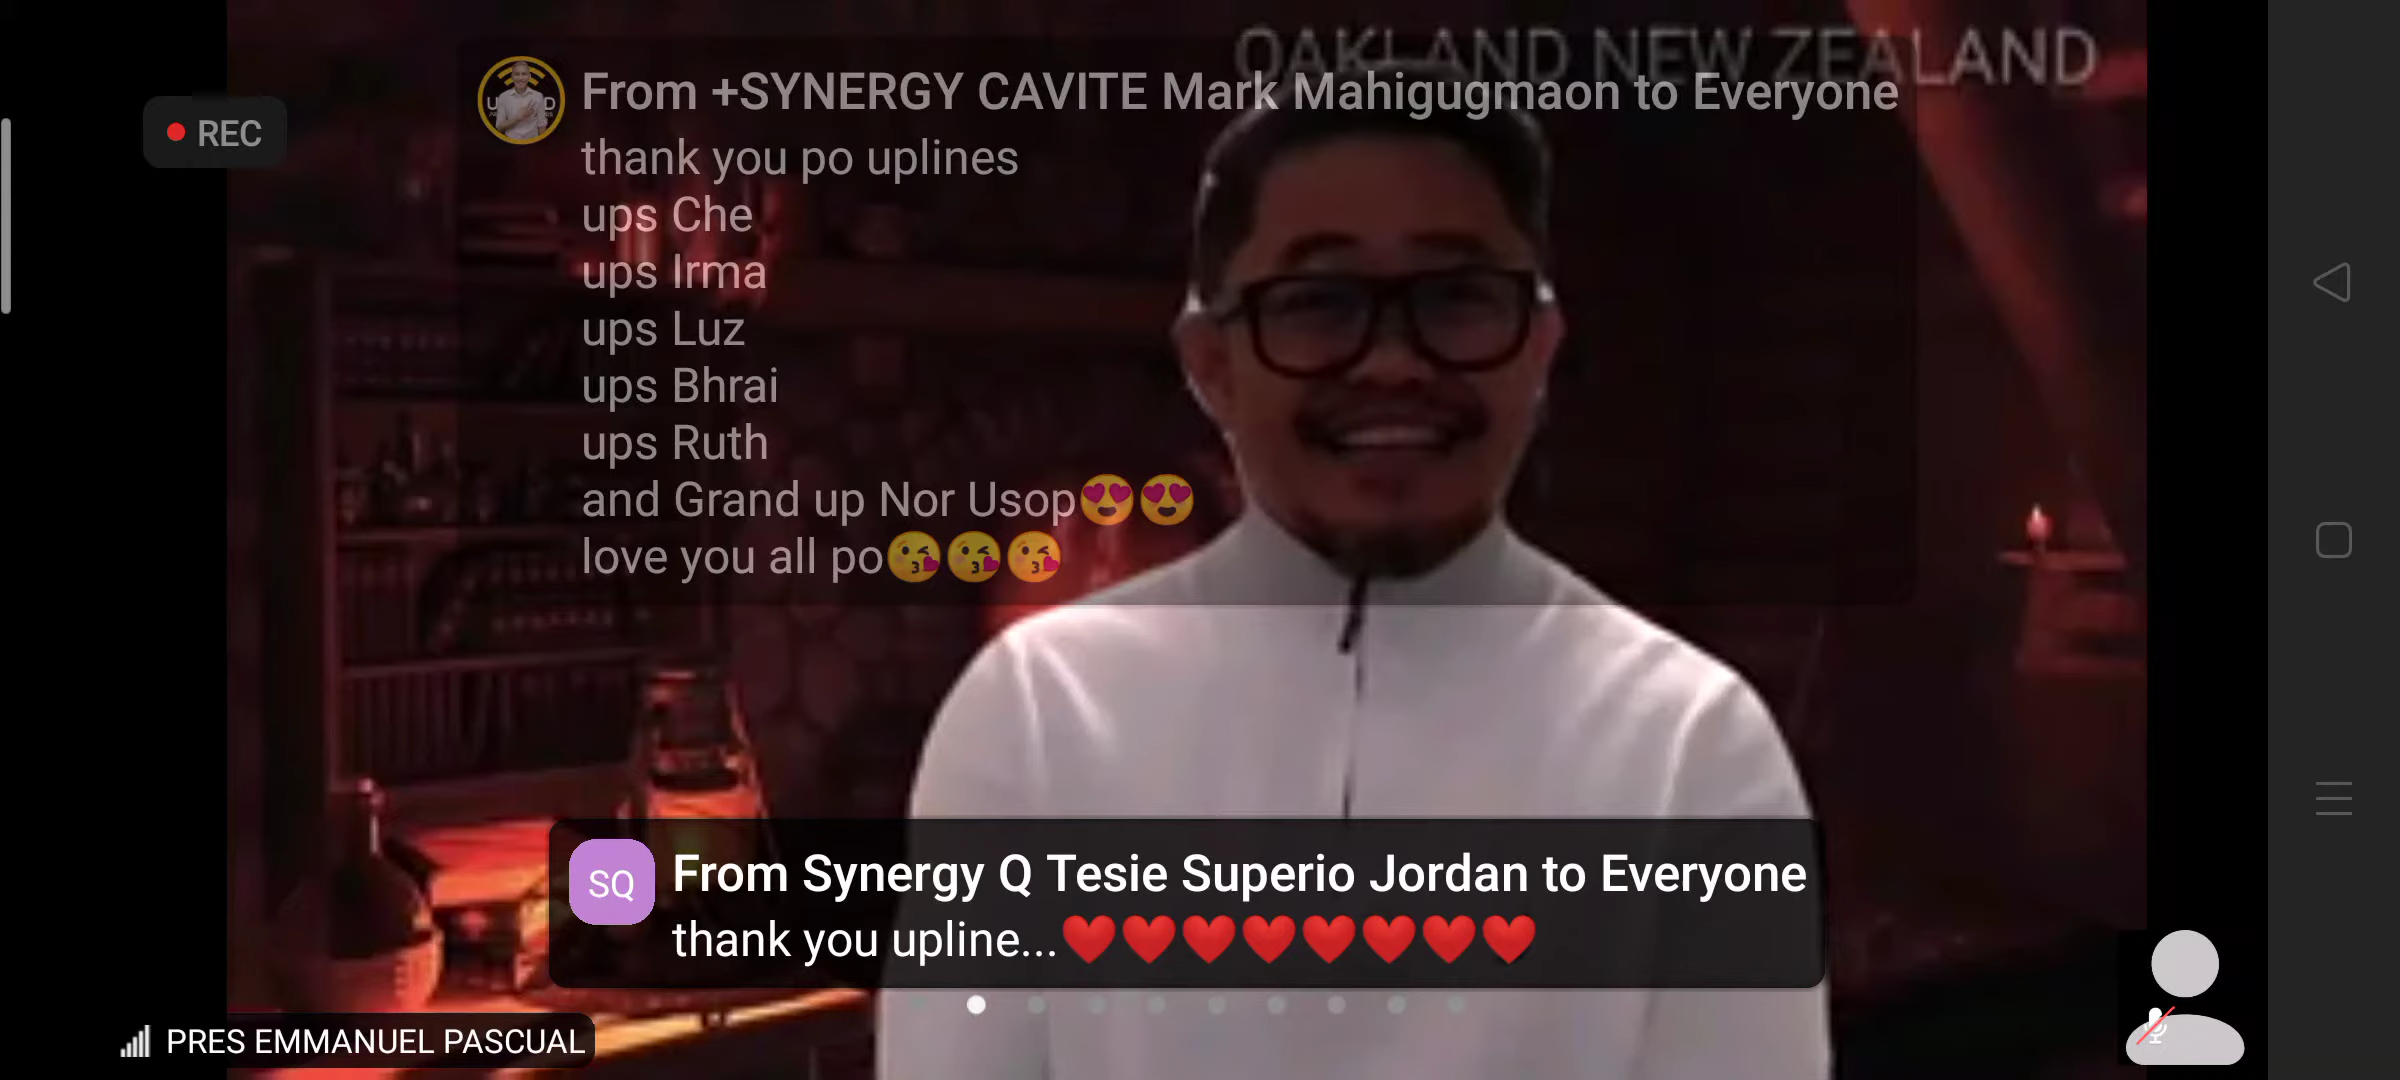 OAKLAND NEW ZEALAND
From +SYNERGY CAVITE Mark Mahigugmaon to Everyone
REC
thank you po uplines
ups Che
ups Irma
ups Luz
ups Bhrai
ups Ruth
and Grand up Nor Usop😍😍
love you all po😘😘😘
SQ
From Synergy Q Tesie Superio Jordan to Everyone
thank you upline...❤️❤️❤️❤️❤️❤️❤️❤️
PRES EMMANUEL PASCUAL